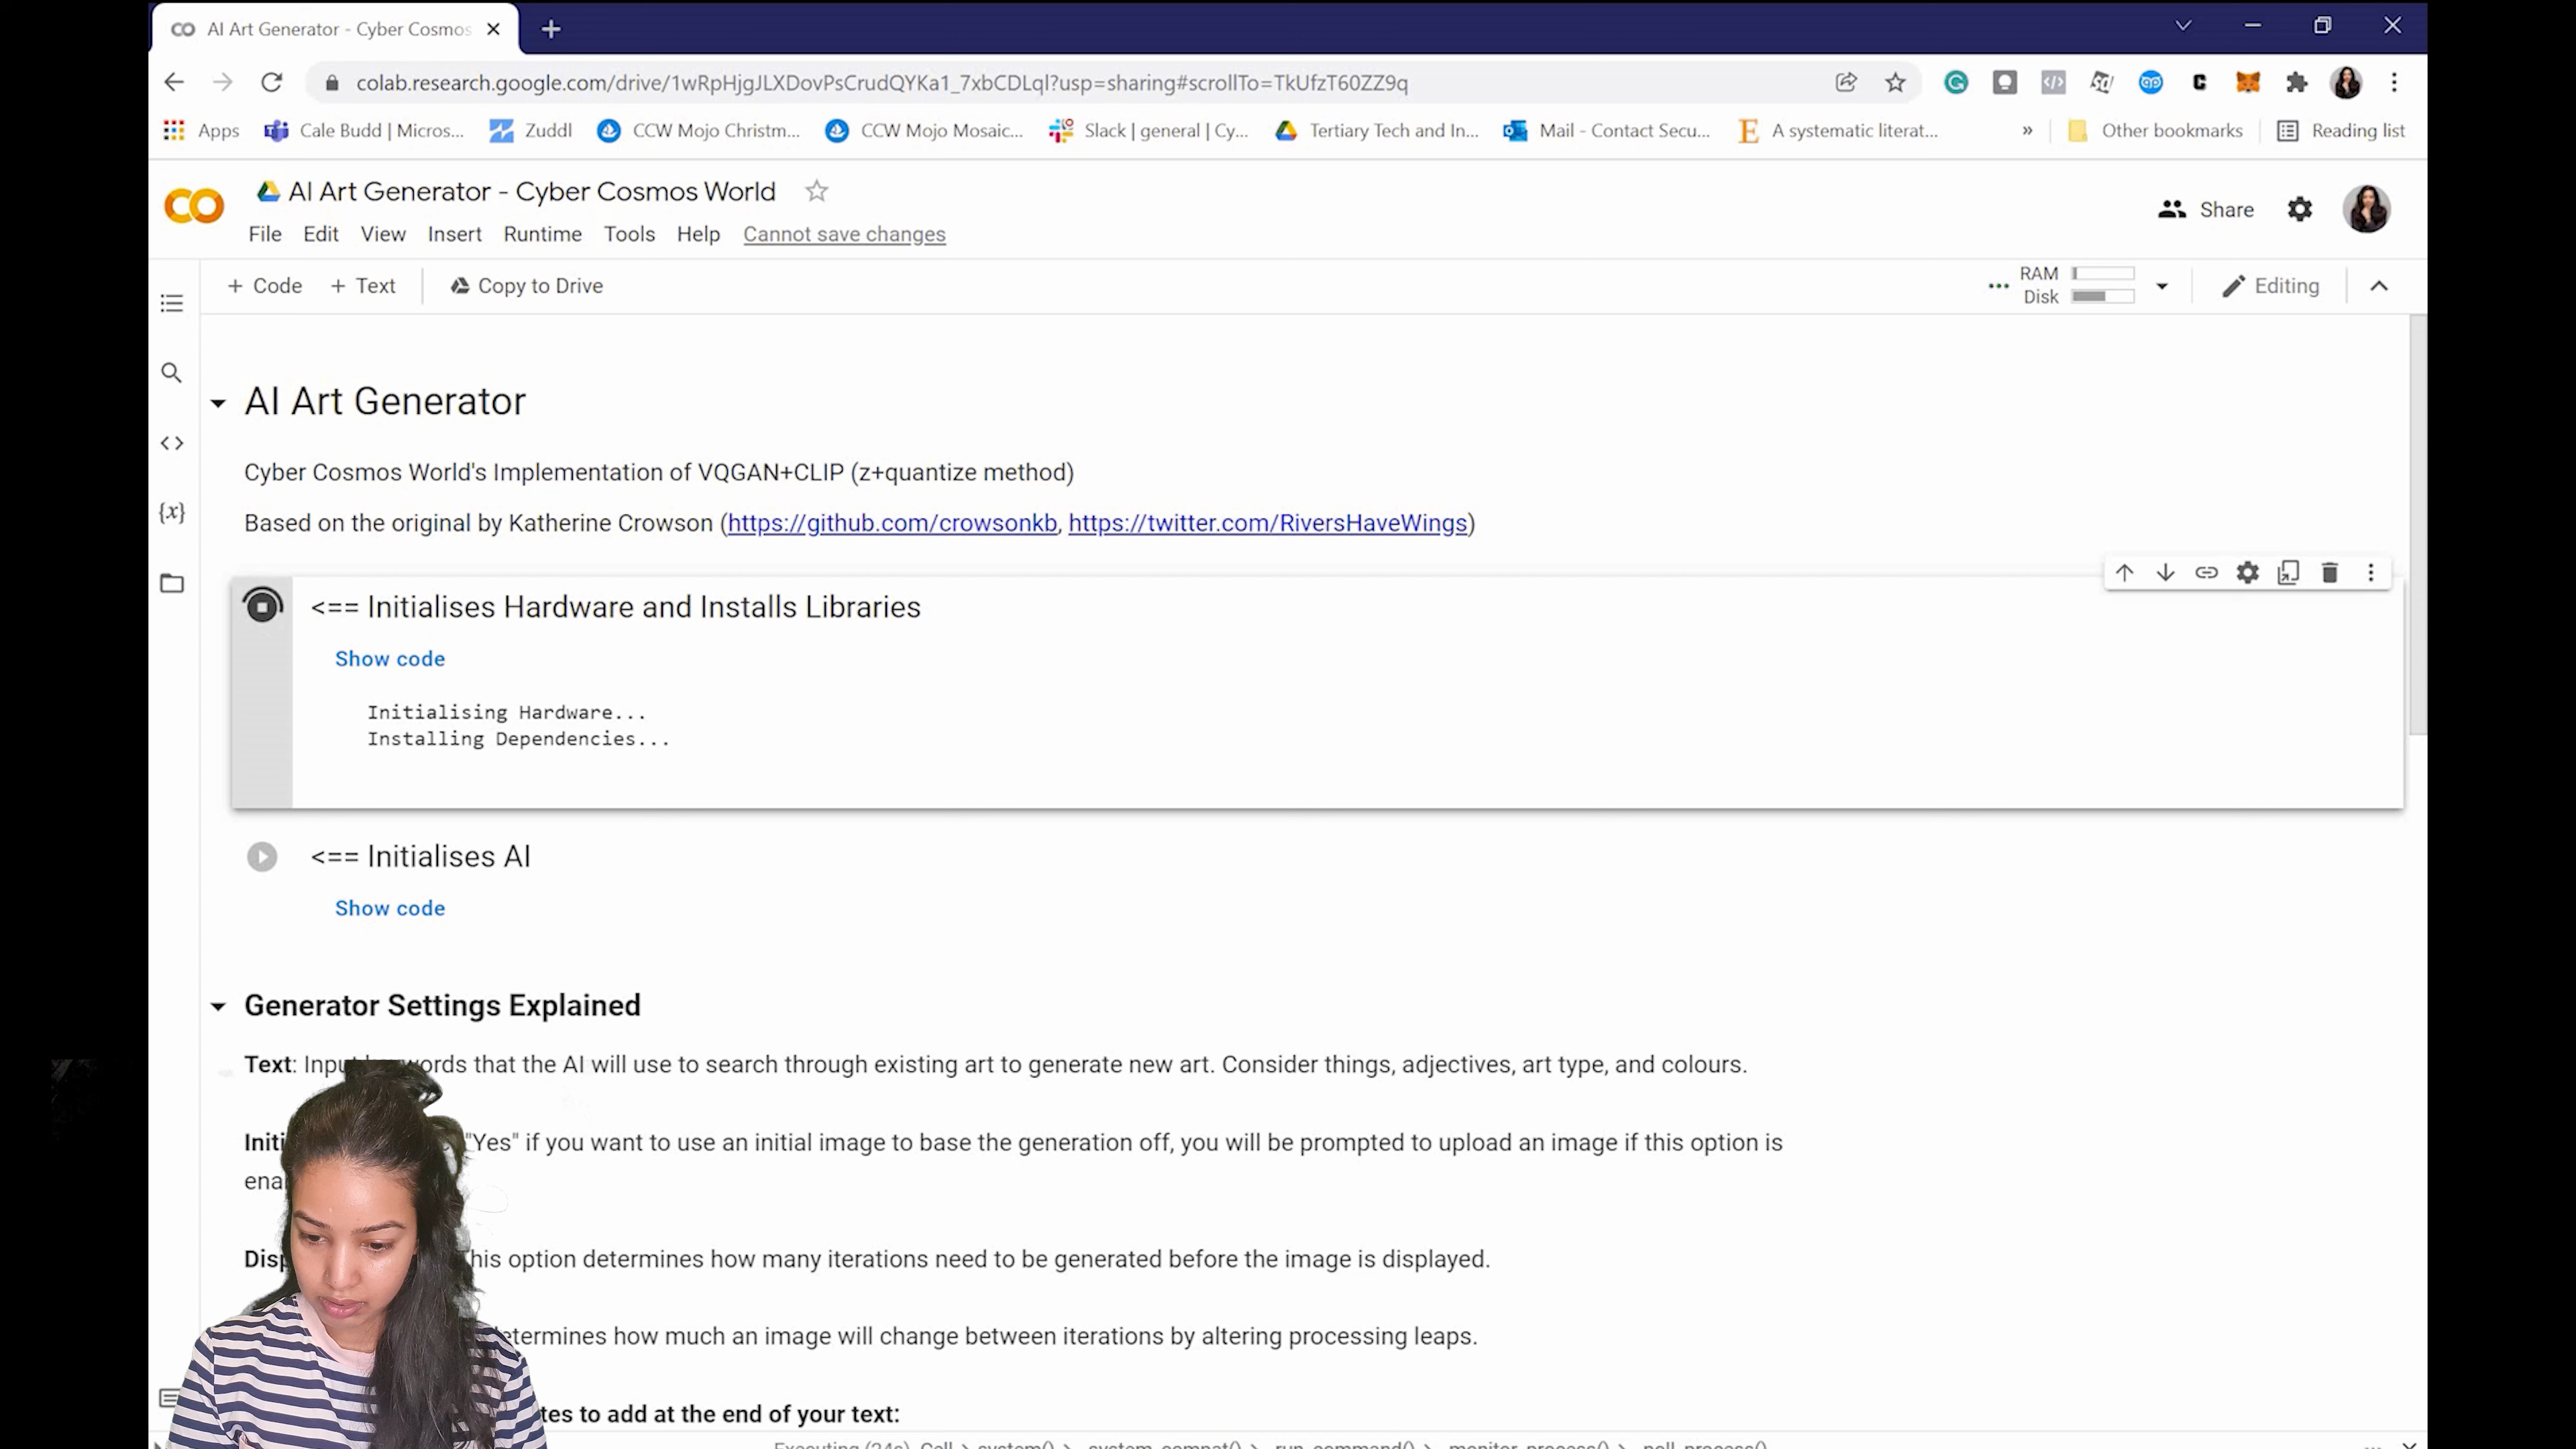 AI Art Generator - Cyber Cosmos
colab.research.google.com/drive/1wRpHjgJLXDovPsCrudQYKa1_7xbCDLql?usp=sharing#scrollTo=TkUfzT60ZZ9q
Apps Cale Budd | Micros... Zuddl CCW Mojo Christm... CCW Mojo Mosaic... Slack | general | Cy... Tertiary Tech and In... Mail - Contact Secu... A systematic literat... » Other bookmarks Reading list
AI Art Generator - Cyber Cosmos World
Share
File Edit View Insert Runtime Tools Help Cannot save changes
+ Code + Text Copy to Drive
RAM
Disk
Editing
AI Art Generator
Cyber Cosmos World's Implementation of VQGAN+CLIP (z+quantize method)
Based on the original by Katherine Crowson (https://github.com/crowsonkb, https://twitter.com/RiversHaveWings)
<== Initialises Hardware and Installs Libraries
Show code
Initialising Hardware...
Installing Dependencies...
<== Initialises AI
Show code
Generator Settings Explained
Text: Input words that the AI will use to search through existing art to generate new art. Consider things, adjectives, art type, and colours.
"Yes" if you want to use an initial image to base the generation off, you will be prompted to upload an image if this option is
this option determines how many iterations need to be generated before the image is displayed.
determines how much an image will change between iterations by altering processing leaps.
to add at the end of your text:
Executing (24s) Cell > system() > _system_compat() > _run_command() > _monitor_process() > _poll_process()